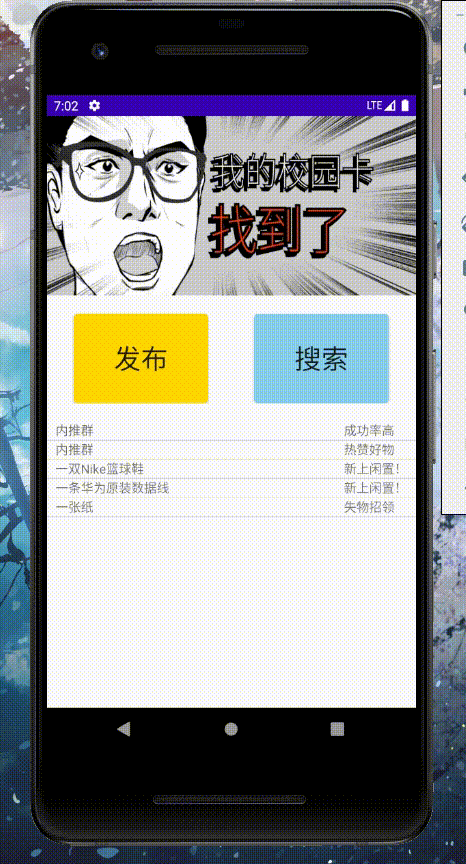 7:02 LTE
我的校园卡
找到了
发布 搜索
内推群 成功率高
内推群 热赞好物
一双Nike篮球鞋 新上闲置!
一条华为原装数据线 新上闲置!
一张纸 失物招领